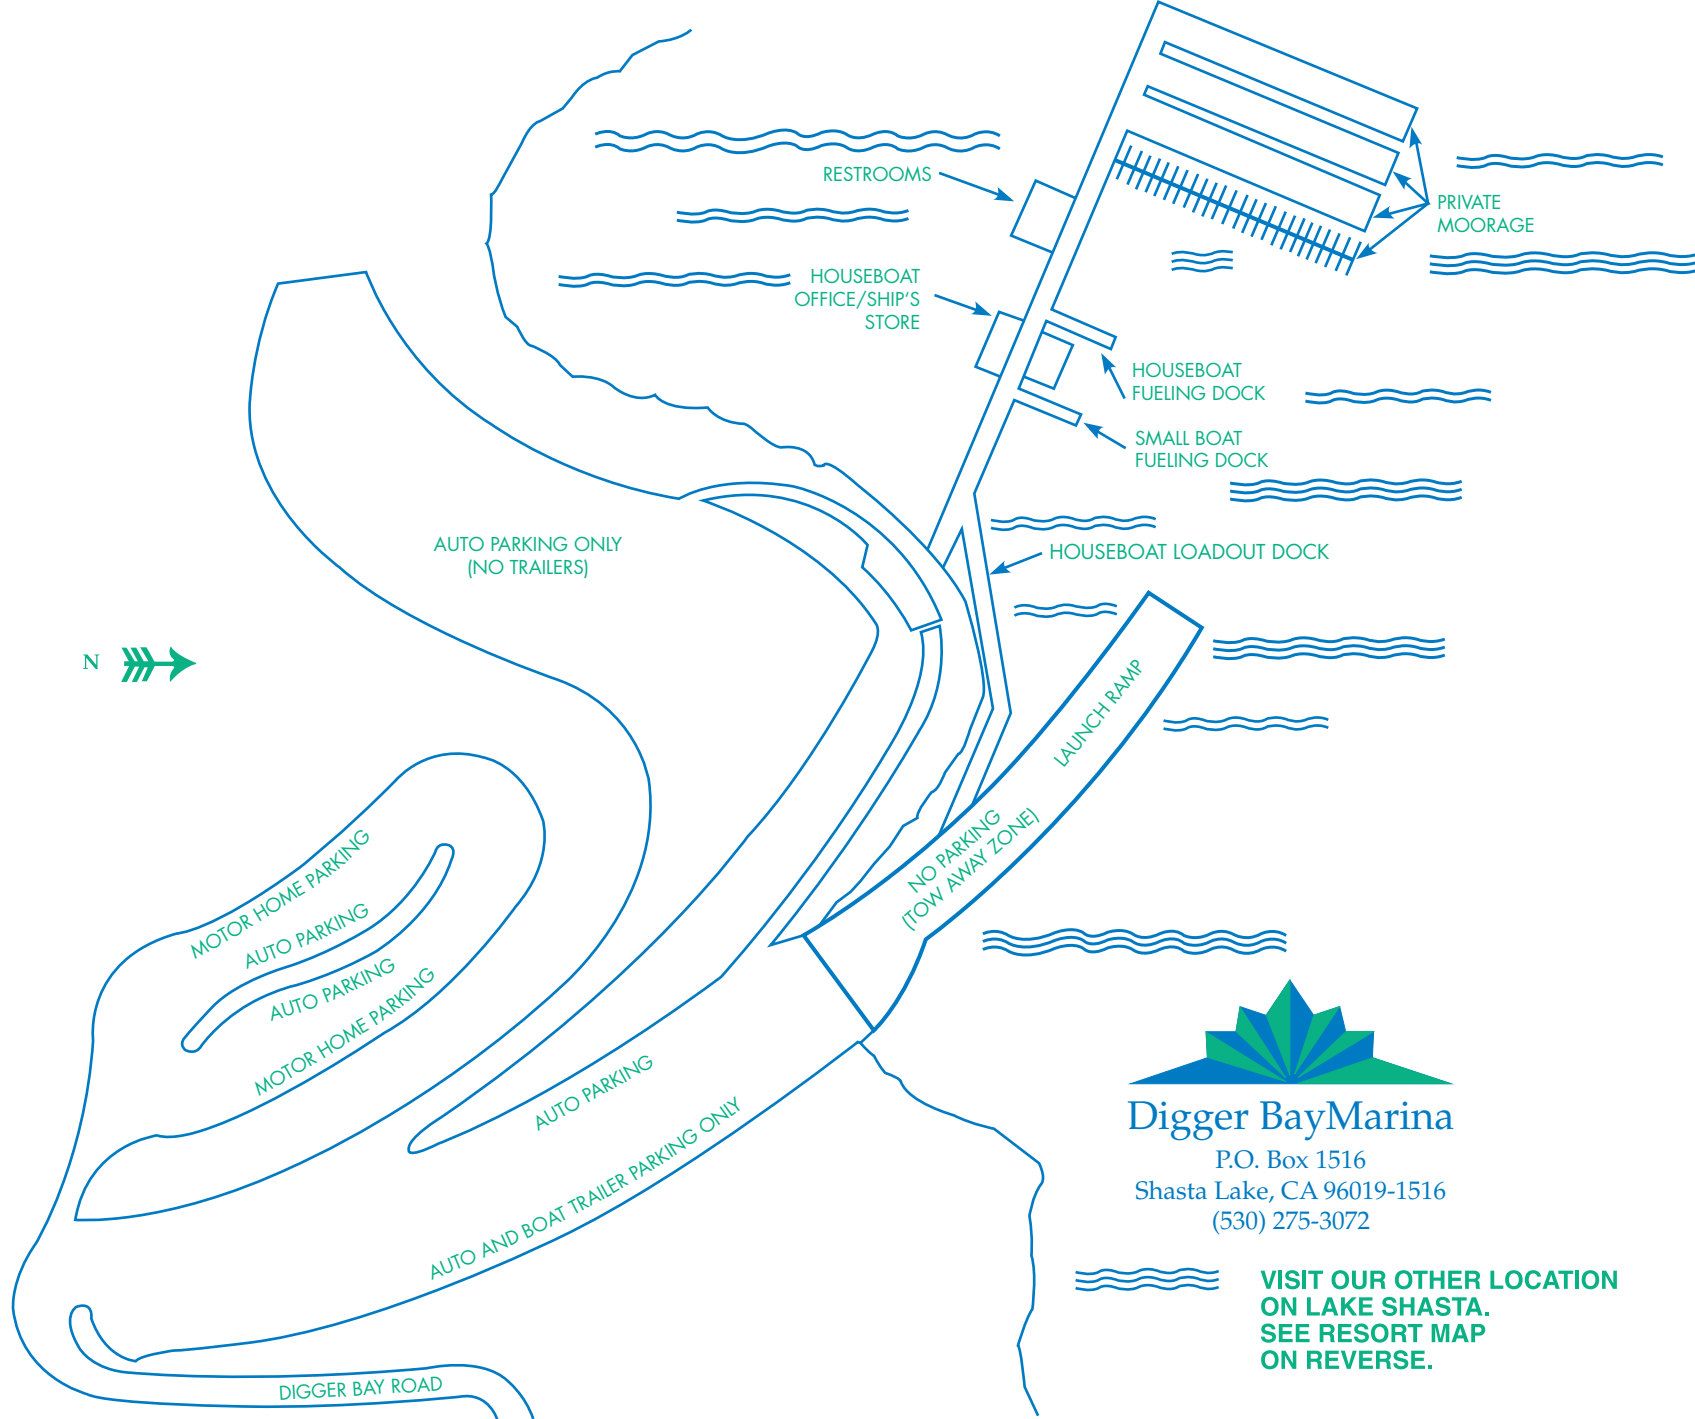 RESTROOMS
PRIVATE
MOORAGE
HOUSEBOAT
OFFICE/SHIP'S
STORE
HOUSEBOAT
FUELING DOCK
SMALL BOAT
FUELING DOCK
AUTO PARKING ONLY
(NO TRAILERS)
HOUSEBOAT LOADOUT DOCK
N
LAUNCH RAMP
NO PARKING
(TOW AWAY ZONE)
MOTOR HOME PARKING
AUTO PARKING
AUTO PARKING
MOTOR HOME PARKING
AUTO PARKING
AUTO AND BOAT TRAILER PARKING ONLY
DIGGER BAY ROAD
Digger BayMarina
P.O. Box 1516
Shasta Lake, CA 96019-1516
(530) 275-3072
VISIT OUR OTHER LOCATION
ON LAKE SHASTA.
SEE RESORT MAP
ON REVERSE.